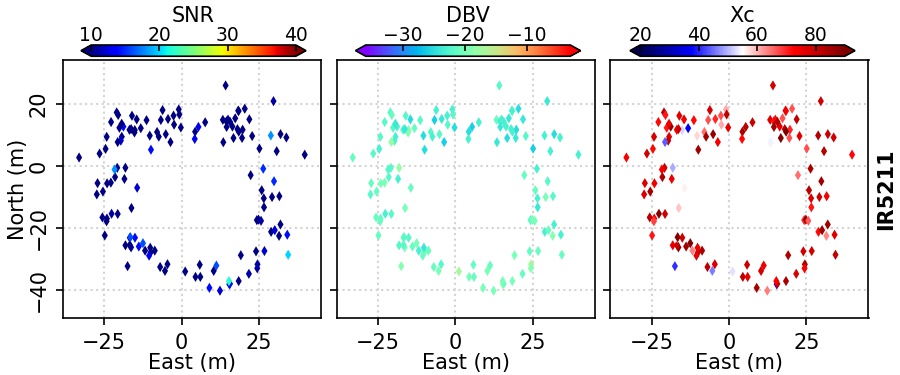 SNR
DBV
Xc
10 20 30 40
−30 −20 −10
20 40 60 80
20
0
−20
−40
North (m)
IR5211
−25 0 25
−25 0 25
−25 0 25
East (m)
East (m)
East (m)